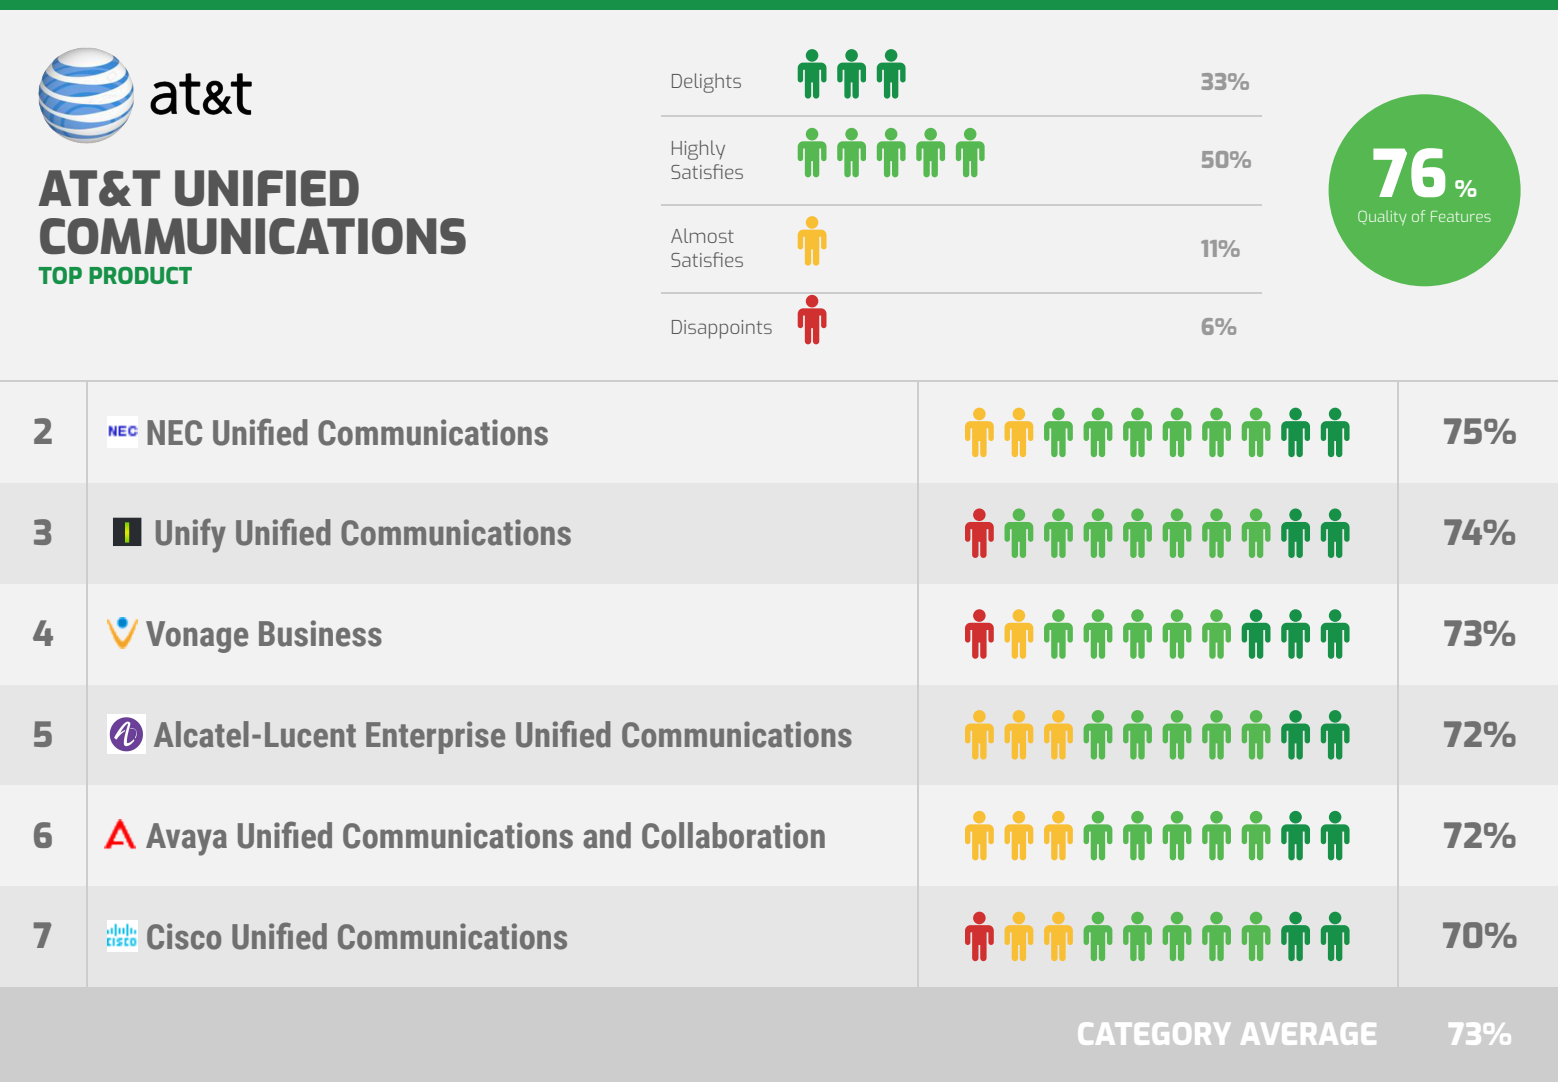 at&t
AT&T UNIFIED
COMMUNICATIONS
TOP PRODUCT
Delights 33%
Highly
Satisfies 50%
Almost
Satisfies 11%
Disappoints 6%
76 %
Quality of Features
2 NEC NEC Unified Communications 75%
3 Unify Unified Communications 74%
4 Vonage Business 73%
5 Alcatel-Lucent Enterprise Unified Communications 72%
6 Avaya Unified Communications and Collaboration 72%
7 CISCO Cisco Unified Communications 70%
CATEGORY AVERAGE 73%